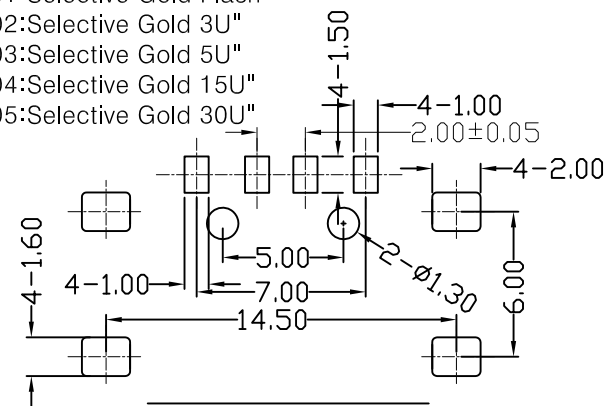 02:Selective Gold 3U"
03:Selective Gold 5U"
04:Selective Gold 15U"
05:Selective Gold 30U"
4-1.50
4-1.00
2.00±0.05
4-2.00
5.00
2-ø1.30
4-1.60
4-1.00
7.00
6.00
14.50